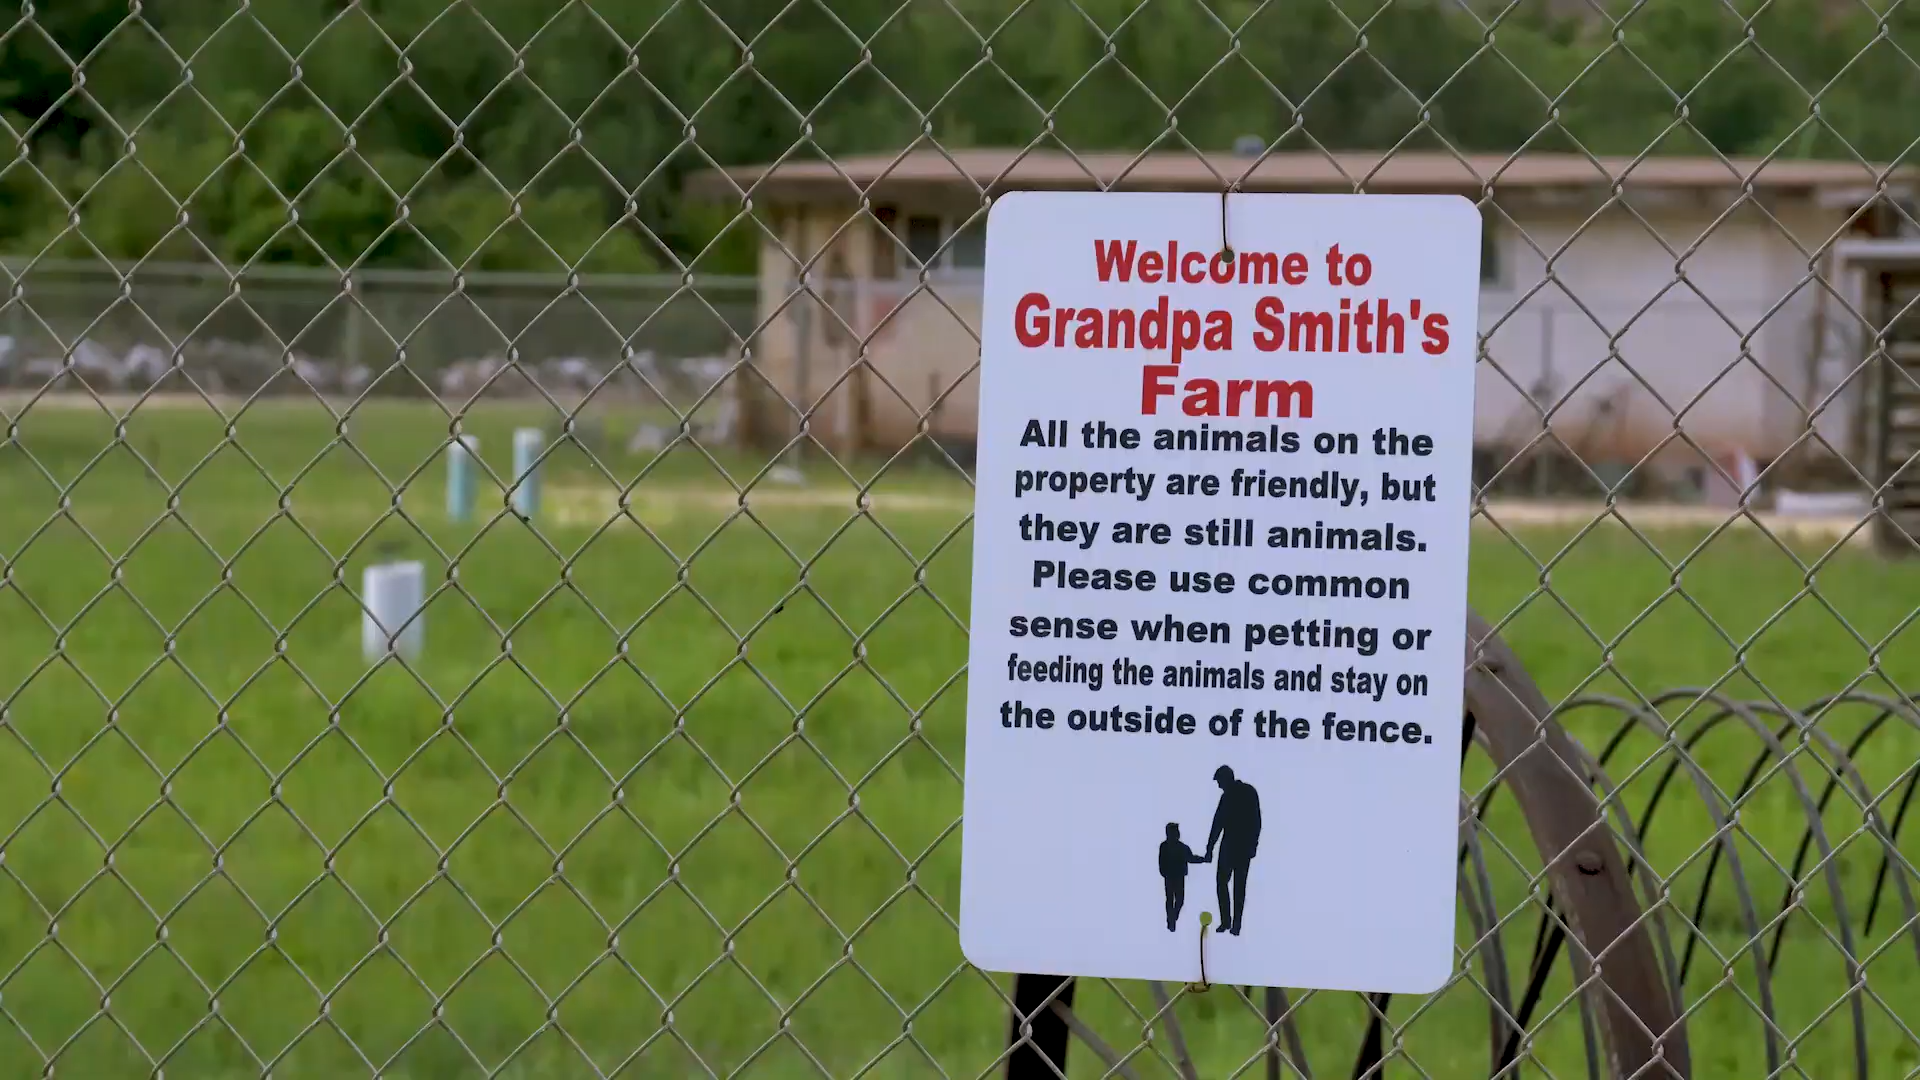 Welcome to
Grandpa Smith's
Farm
All the animals on the
property are friendly, but
they are still animals.
Please use common
sense when petting or
feeding the animals and stay on
the outside of the fence.